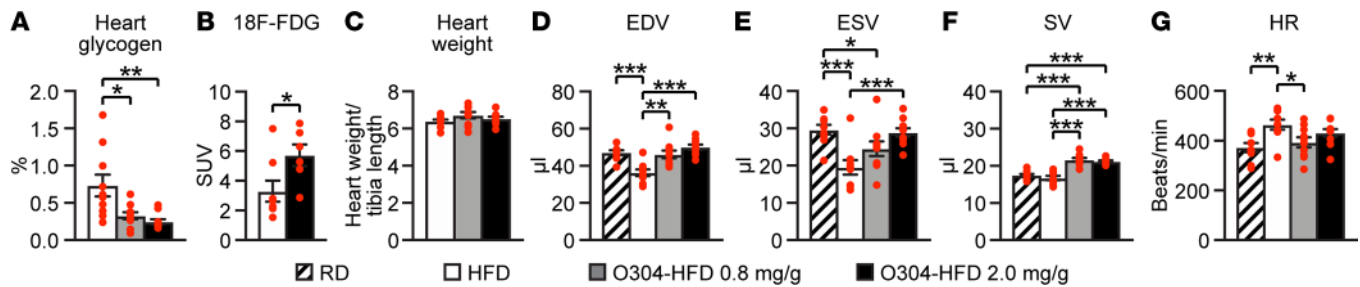 A Heart glycogen
% 2.0 1.5 1.0 0.5 0.0
** *
B 18F-FDG
SUV 10 8 6 4 2 0
*
C Heart weight
Heart weight/ tibia length 8 6 4 2 0
D EDV
µl 80 60 40 20 0
*** *** **
E ESV
µl 40 30 20 10 0
* *** ***
F SV
µl 40 30 20 10 0
*** *** *** ***
G HR
Beats/min 600 400 200 0
** *
RD HFD O304-HFD 0.8 mg/g O304-HFD 2.0 mg/g